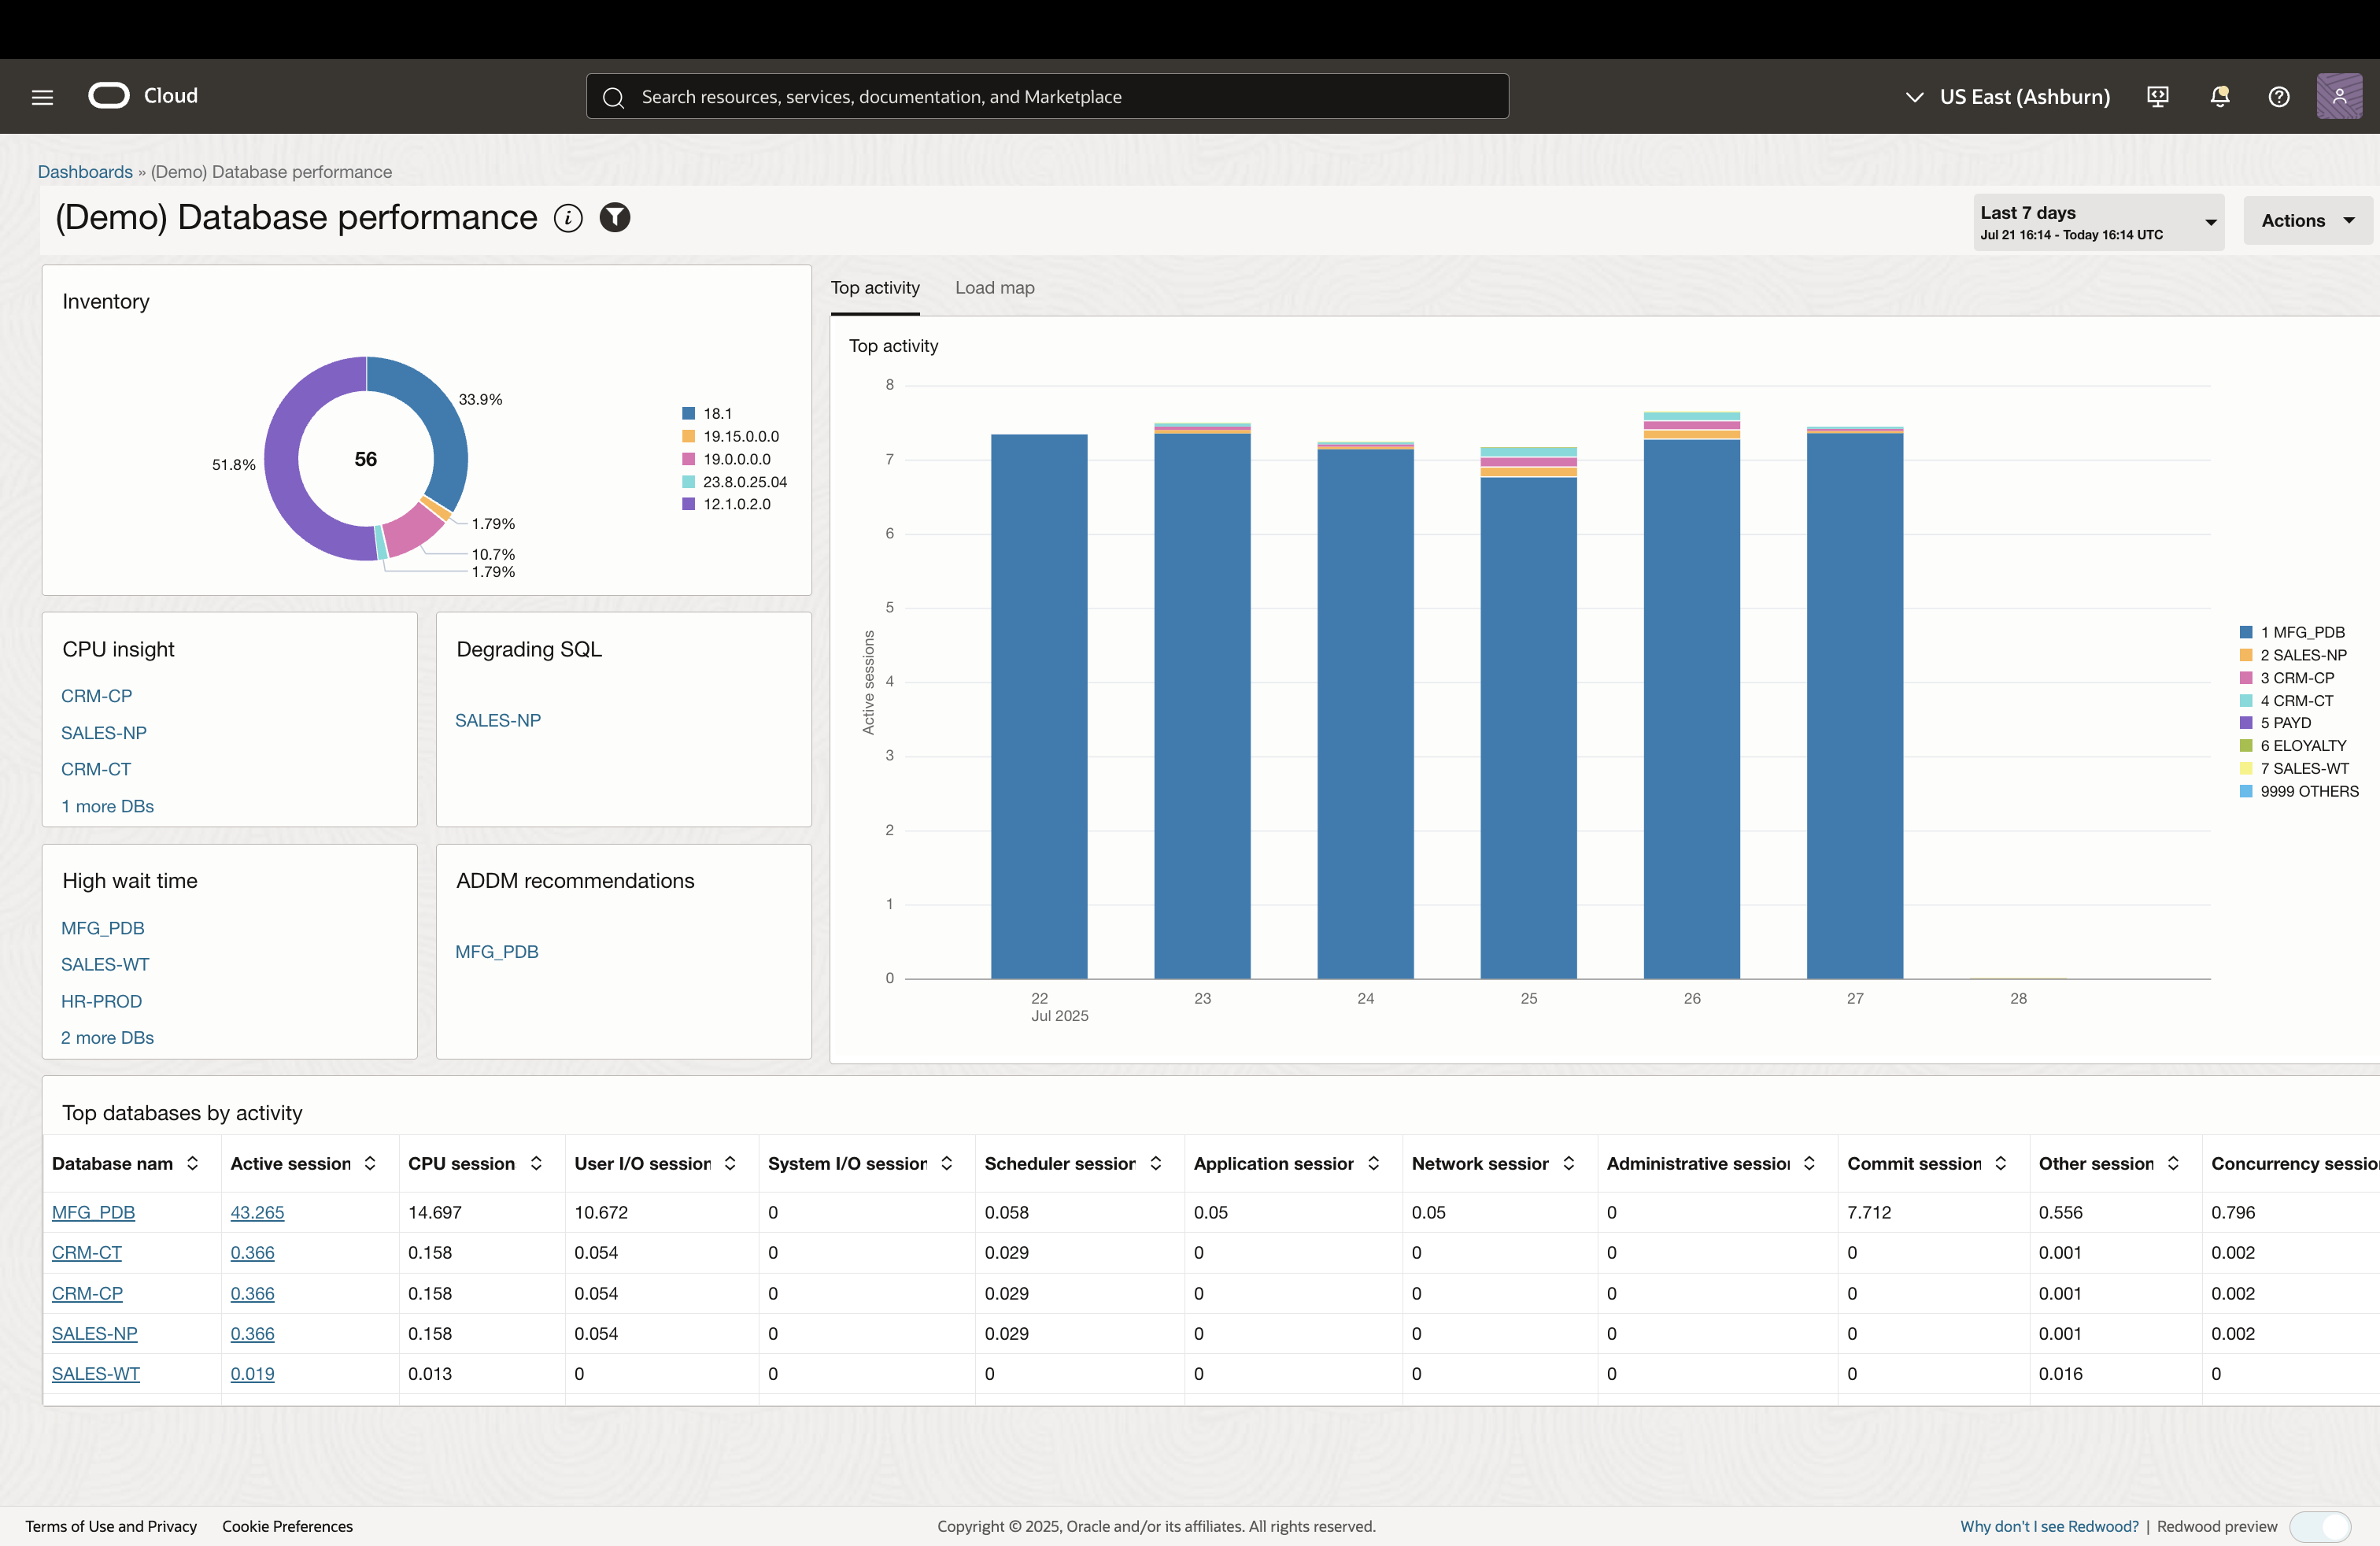 Cloud
Search resources, services, documentation, and Marketplace
US East (Ashburn)
Dashboards » (Demo) Database performance
(Demo) Database performance
Last 7 days
Jul 21 16:14 - Today 16:14 UTC
Actions
Inventory
33.9%
51.8%
56
1.79%
10.7%
1.79%
18.1
19.15.0.0.0
19.0.0.0.0
23.8.0.25.04
12.1.0.2.0
CPU insight
CRM-CP
SALES-NP
CRM-CT
1 more DBs
Degrading SQL
SALES-NP
High wait time
MFG_PDB
SALES-WT
HR-PROD
2 more DBs
ADDM recommendations
MFG_PDB
Top activity Load map
Top activity
Active sessions
8
7
6
5
4
3
2
1
0
22 23 24 25 26 27 28
Jul 2025
1 MFG_PDB
2 SALES-NP
3 CRM-CP
4 CRM-CT
5 PAYD
6 ELOYALTY
7 SALES-WT
9999 OTHERS
Top databases by activity
Database nam Active session CPU session User I/O session System I/O session Scheduler session Application session Network session Administrative session Commit session Other session Concurrency sessio
MFG_PDB 43.265 14.697 10.672 0 0.058 0.05 0.05 0 7.712 0.556 0.796
CRM-CT 0.366 0.158 0.054 0 0.029 0 0 0 0 0.001 0.002
CRM-CP 0.366 0.158 0.054 0 0.029 0 0 0 0 0.001 0.002
SALES-NP 0.366 0.158 0.054 0 0.029 0 0 0 0 0.001 0.002
SALES-WT 0.019 0.013 0 0 0 0 0 0 0 0.016 0
Terms of Use and Privacy Cookie Preferences
Copyright © 2025, Oracle and/or its affiliates. All rights reserved.
Why don't I see Redwood? | Redwood preview